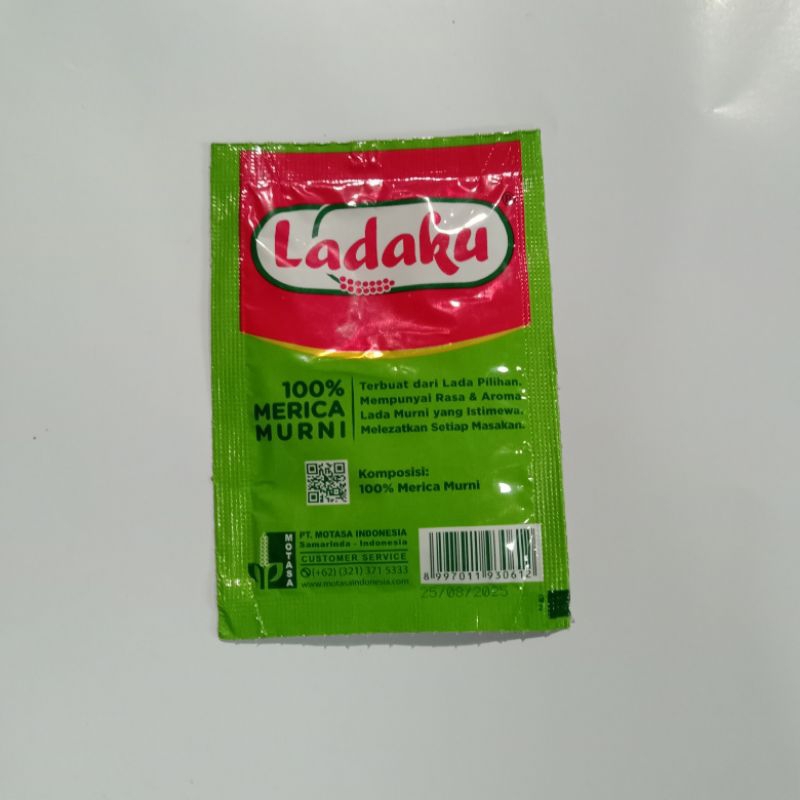 Ladaku
100%
MERICA
MURNI
Terbuat dari Lada Pilihan.
Mempunyai Rasa & Aroma
Lada Murni yang Istimewa.
Melezatkan Setiap Masakan.
Komposisi:
100% Merica Murni
MOTASA
PT. MOTASA INDONESIA
Samarinda - Indonesia
CUSTOMER SERVICE
(+62) (321) 371 5333
www.motasaindonesia.com
8 997011 930612
25/08/2025